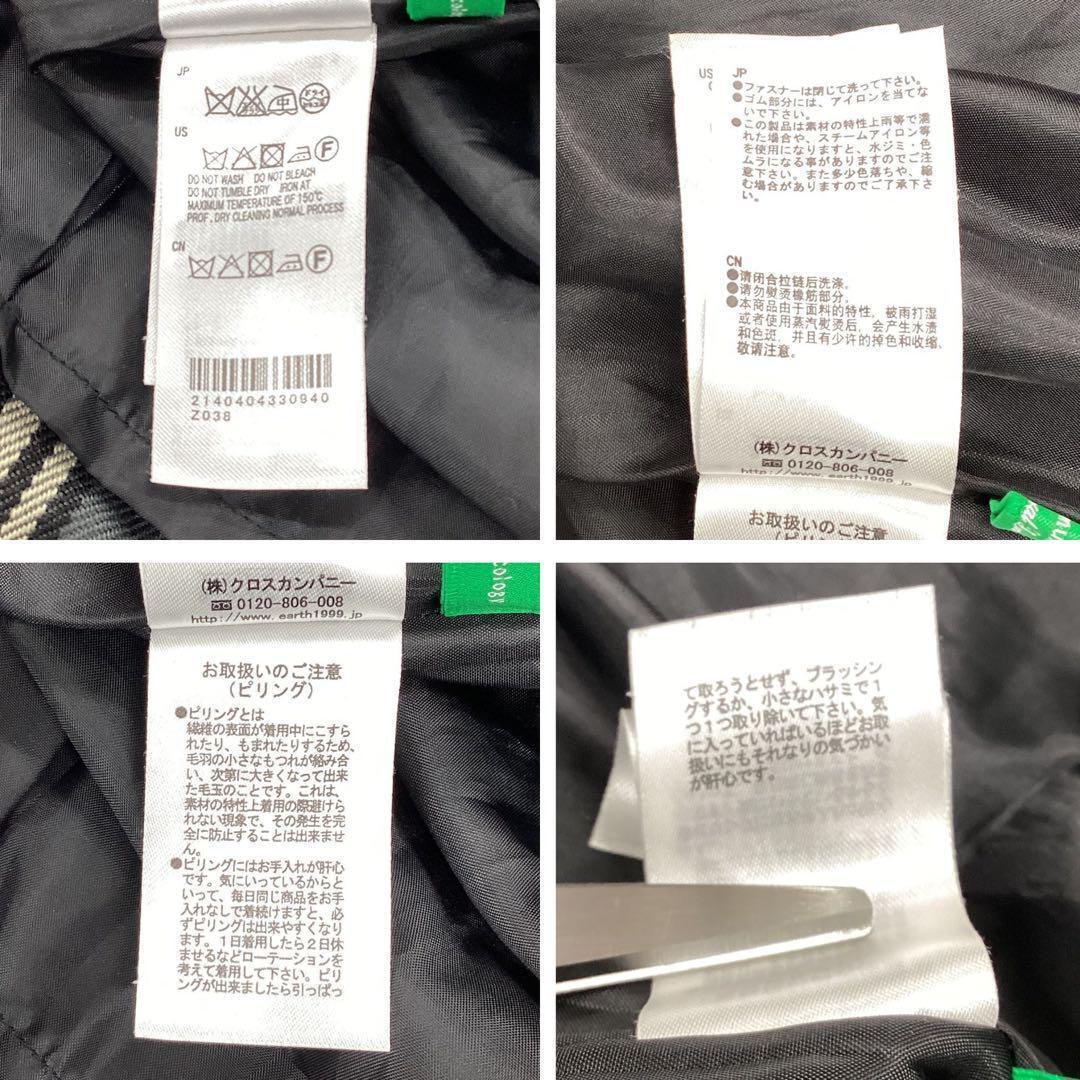 JP
ドライ
US
F
DO NOT WASH DO NOT BLEACH
DO NOT TUMBLE DRY IRON AT
MAXIMUM TEMPERATURE OF 150℃
PROF, DRY CLEANING NORMAL PROCESS
CN
F
2140404330940
Z038
US
JP
●ファスナーは閉じて洗って下さい。
●ゴム部分には、アイロンを当てな
いで下さい。
●この製品は素材の特性上雨等で濡
れた場合や、スチームアイロン等
を使用になりますと、水ジミ・色
ムラになる事がありますのでご注
意下さい。また多少色落ちや、縮
む場合がありますのでご了承下さ
い。
CN
●请闭合拉链后洗涤。
●请勿熨烫橡筋部分。
●本商品由于面料的特性，被雨打湿
或者使用蒸汽熨烫后，会产生水渍
和色斑，并且有少许的掉色和收缩，
敬请注意。
(株)クロスカンパニー
0120-806-008
http://www.earth1999.jp
お取扱いのご注意
(ピリング)
(株)クロスカンパニー
0120-806-008
http://www.earth1999.jp
cology
お取扱いのご注意
(ピリング)
●ピリングとは
繊維の表面が着用中にこすら
れたり、もまれたりするため、
毛羽の小さなもつれが絡み合
い、次第に大きくなって出来
た毛玉のことです。これは、
素材の特性上着用の際避けら
れない現象で、その発生を完
全に防止することは出来ませ
ん。
●ピリングにはお手入れが肝心
です。気にいっているからと
いって、毎日同じ商品をお手
入れなしで着続けますと、必
ずピリングは出来やすくなり
ます。1日着用したら2日休
ませるなどローテーションを
考えて着用して下さい。ピリ
ングが出来ましたら引っぱっ
て取ろうとせず、ブラッシン
グするか、小さなハサミで1
つ1つ取り除いて下さい。気
に入っていればいるほどお取
扱いにもそれなりの気づかい
が肝心です。